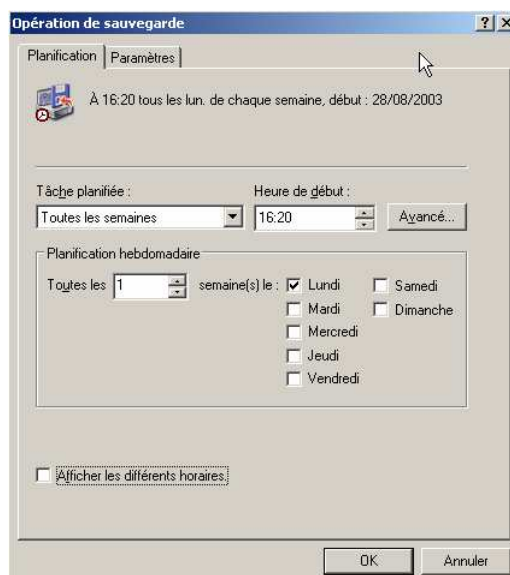 Opération de sauvegarde
Planification Paramètres
À 16:20 tous les lun. de chaque semaine, début : 28/08/2003
Tâche planifiée : Heure de début :
Toutes les semaines 16:20 Avancé...
Planification hebdomadaire
Toutes les 1 semaine(s) le : Lundi Samedi
Mardi Dimanche
Mercredi
Jeudi
Vendredi
Afficher les différents horaires.
OK Annuler